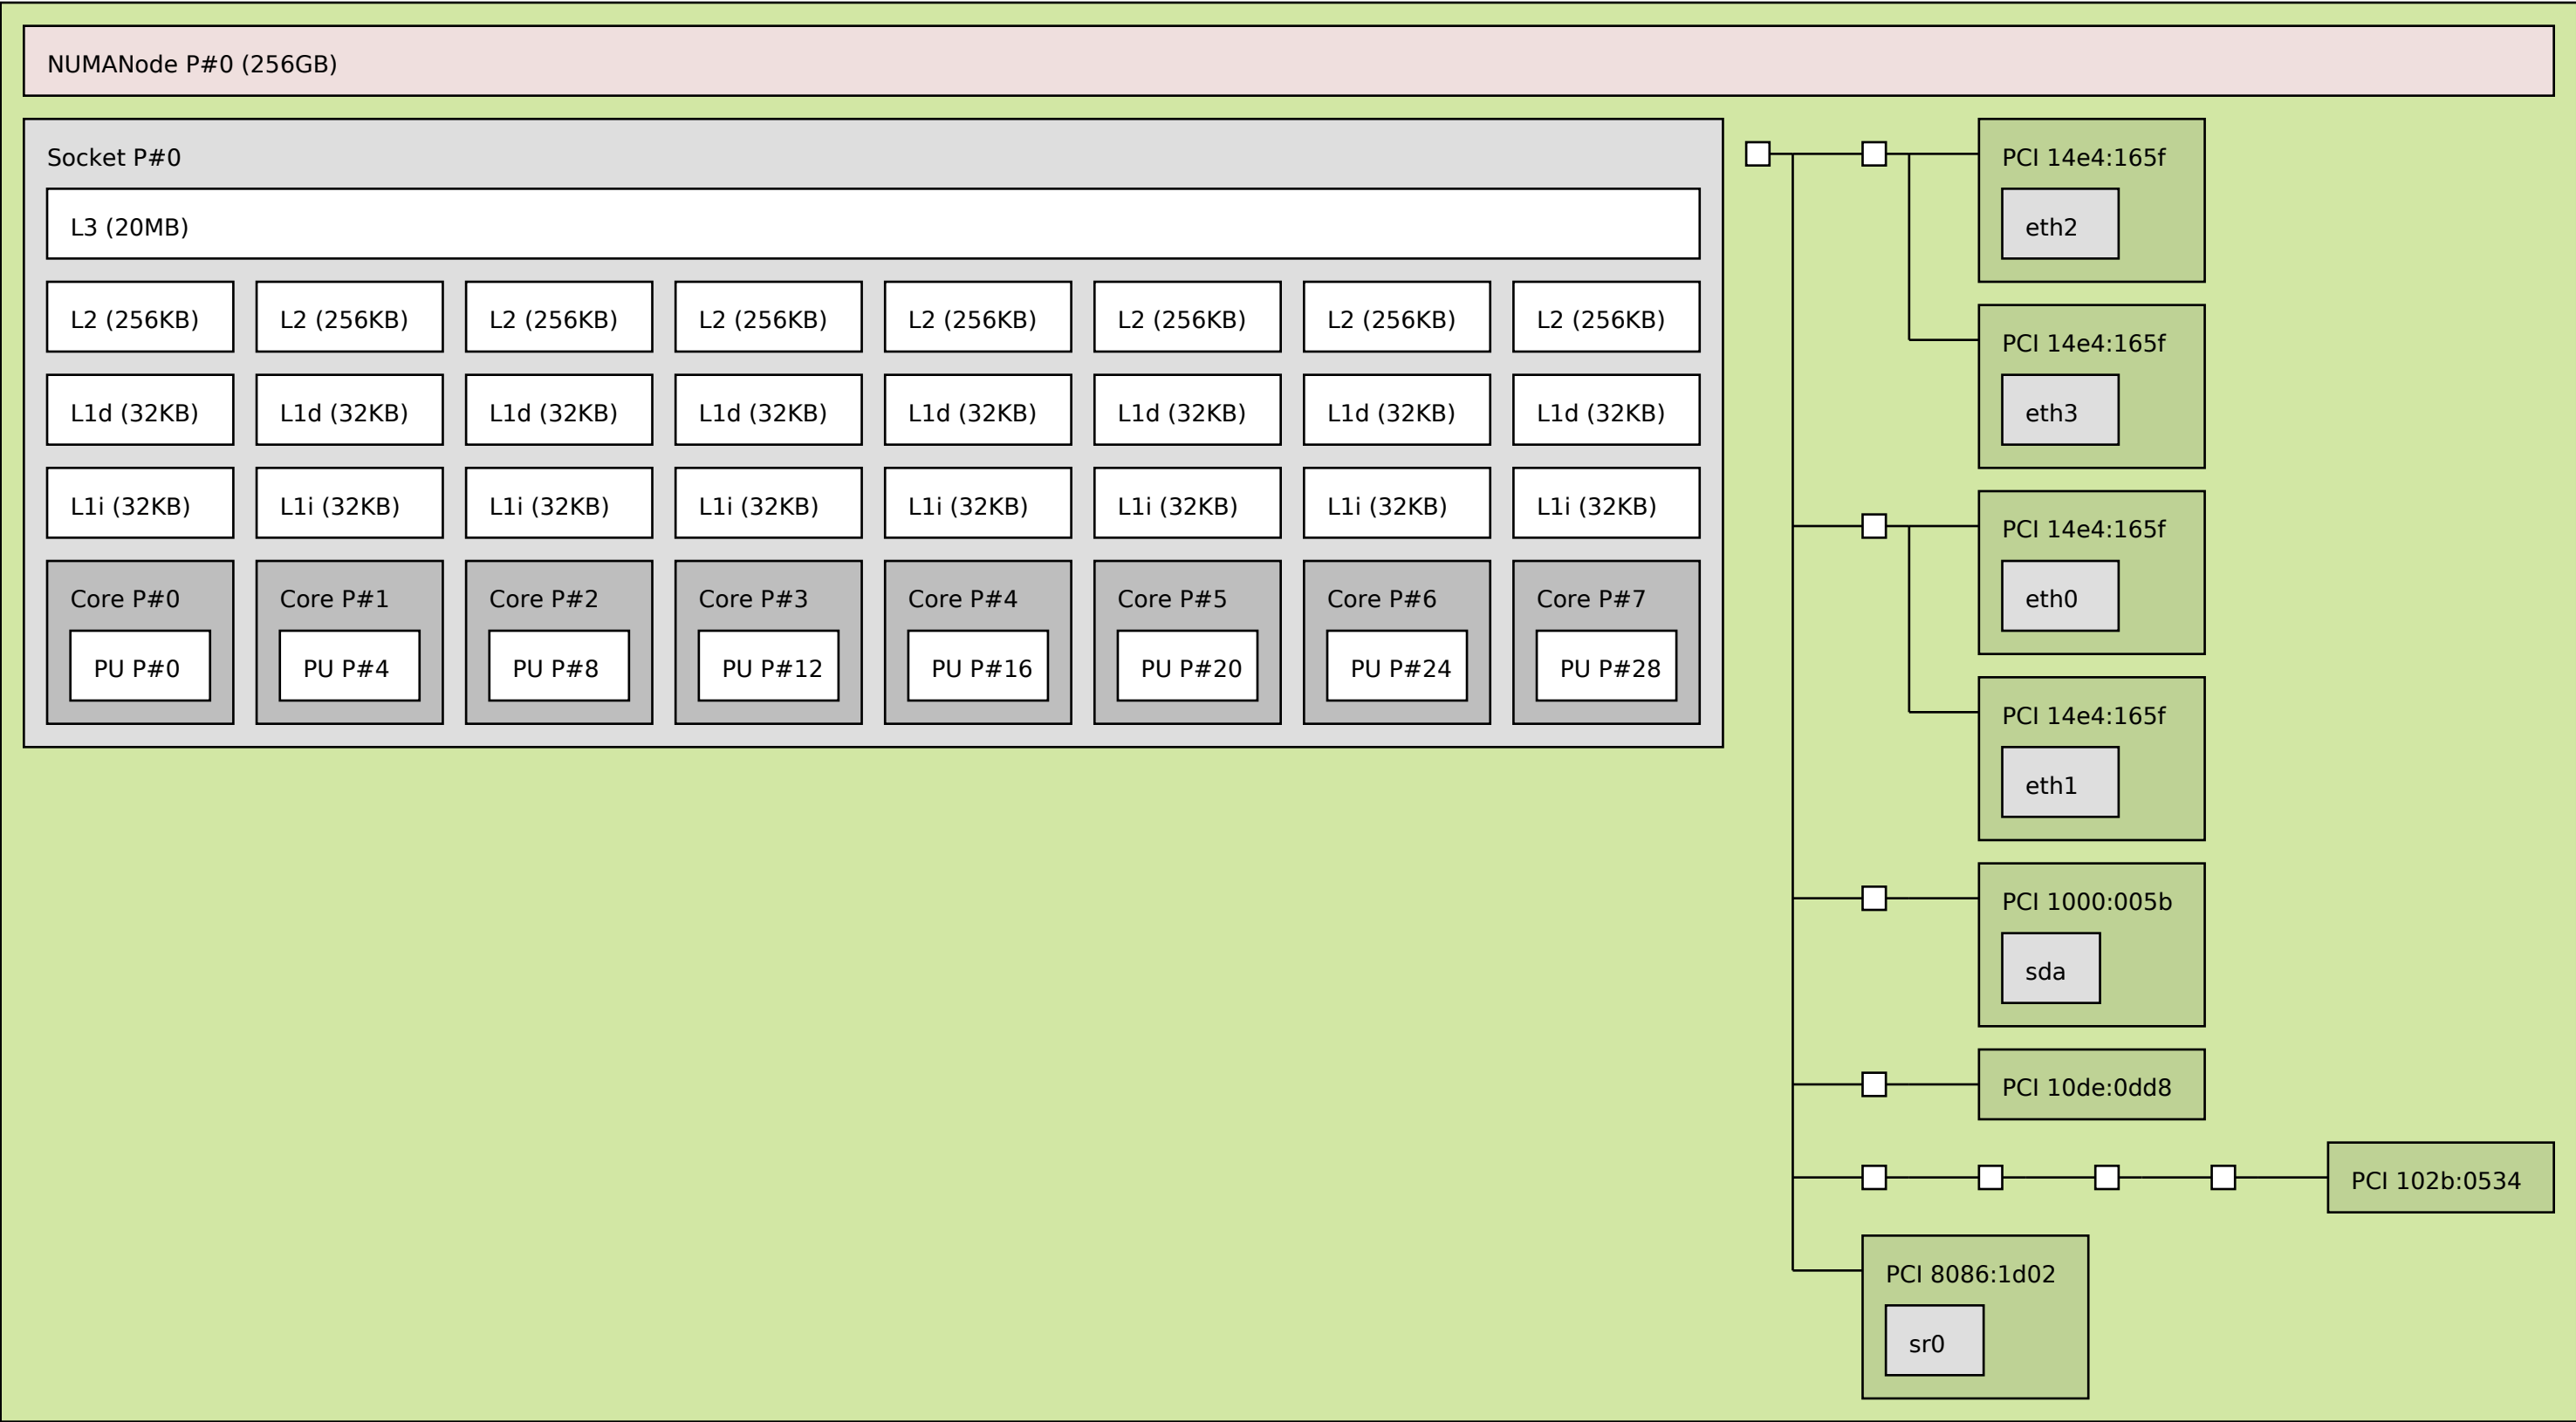 NUMANode P#0 (256GB)
Socket P#0
L3 (20MB)
L2 (256KB) L2 (256KB) L2 (256KB) L2 (256KB) L2 (256KB) L2 (256KB) L2 (256KB) L2 (256KB)
L1d (32KB) L1d (32KB) L1d (32KB) L1d (32KB) L1d (32KB) L1d (32KB) L1d (32KB) L1d (32KB)
L1i (32KB) L1i (32KB) L1i (32KB) L1i (32KB) L1i (32KB) L1i (32KB) L1i (32KB) L1i (32KB)
Core P#0 Core P#1 Core P#2 Core P#3 Core P#4 Core P#5 Core P#6 Core P#7
PU P#0 PU P#4 PU P#8 PU P#12 PU P#16 PU P#20 PU P#24 PU P#28
PCI 14e4:165f
eth2
PCI 14e4:165f
eth3
PCI 14e4:165f
eth0
PCI 14e4:165f
eth1
PCI 1000:005b
sda
PCI 10de:0dd8
PCI 102b:0534
PCI 8086:1d02
sr0